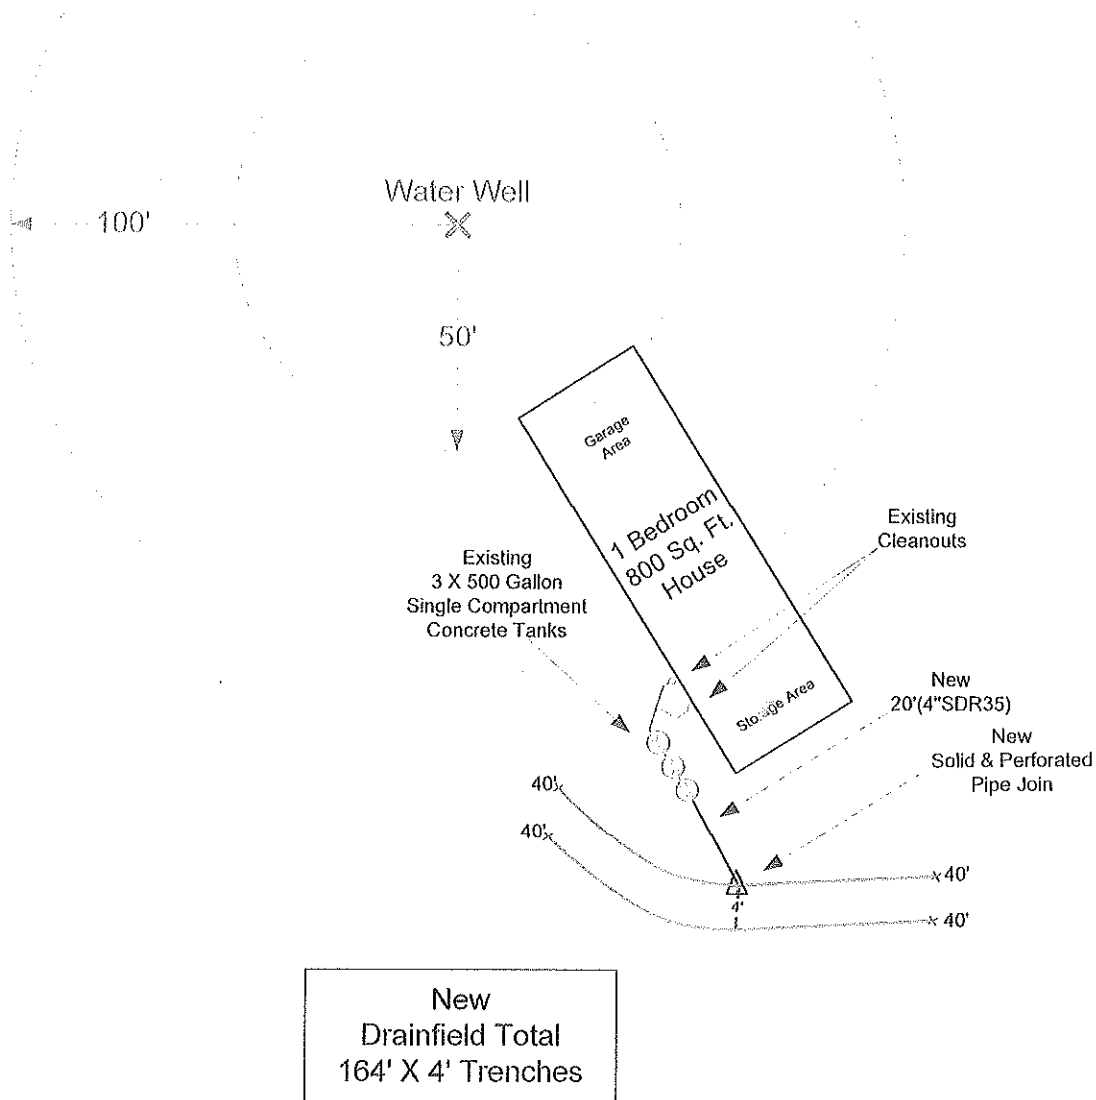 Water Well
100'
50'
Garage
Area
1 Bedroom
800 Sq. Ft.
House
Existing
Cleanouts
Existing
3 X 500 Gallon
Single Compartment
Concrete Tanks
Storage Area
New
20'(4"SDR35)
New
Solid & Perforated
Pipe Join
40'
40'
40'
4'
40'
New
Drainfield Total
164' X 4' Trenches